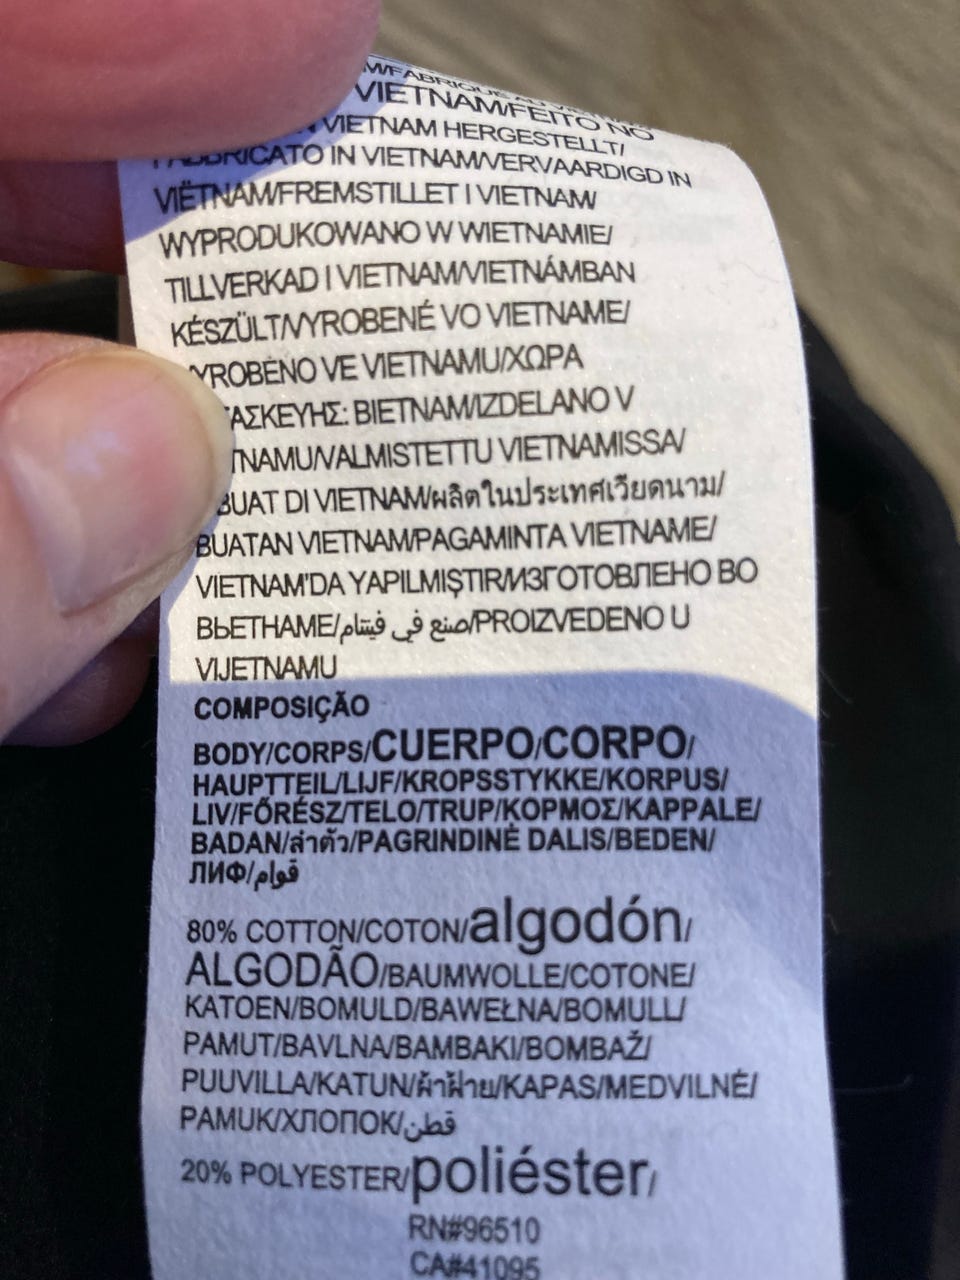 VIETNAM/FEITO NO
VIETNAM HERGESTELLT/
FABBRICATO IN VIETNAM/VERVAARDIGD IN
VIËTNAM/FREMSTILLET I VIETNAM/
WYPRODUKOWANO W WIETNAMIE/
TILLVERKAD I VIETNAM/VIETNÁMBAN
KÉSZÜLT/VYROBENÉ VO VIETNAME/
VYROBENO VE VIETNAMU/ΧΩΡΑ
ΤΑΣΚΕΥΗΣ: ΒΙΕΤΝΑΜ/IZDELANO V
TNAMU/VALMISTETTU VIETNAMISSA/
BUAT DI VIETNAM/ผลิตในประเทศเวียดนาม/
BUATAN VIETNAM/PAGAMINTA VIETNAME/
VIETNAM'DA YAPILMIŞTIR/ИЗГОТОВЛЕНО ВО
ВЬЕТНАМЕ/صنع في فيتنام/PROIZVEDENO U
VIJETNAMU
COMPOSIÇÃO
BODY/CORPS/CUERPO/CORPO/
HAUPTTEIL/LIJF/KROPSSTYKKE/KORPUS/
LIV/FŐRÉSZ/TELO/TRUP/ΚΟΡΜΟΣ/KAPPALE/
BADAN/ลำตัว/PAGRINDINĖ DALIS/BEDEN/
ЛИФ/قوام
80% COTTON/COTON/algodón/
ALGODÃO/BAUMWOLLE/COTONE/
KATOEN/BOMULD/BAWEŁNA/BOMULL/
PAMUT/BAVLNA/BAMBAKI/BOMBAŽ/
PUUVILLA/KATUN/ผ้าฝ้าย/KAPAS/MEDVILNĖ/
PAMUK/ХЛОПОК/قطن
20% POLYESTER/poliéster/
RN#96510
CA#41095